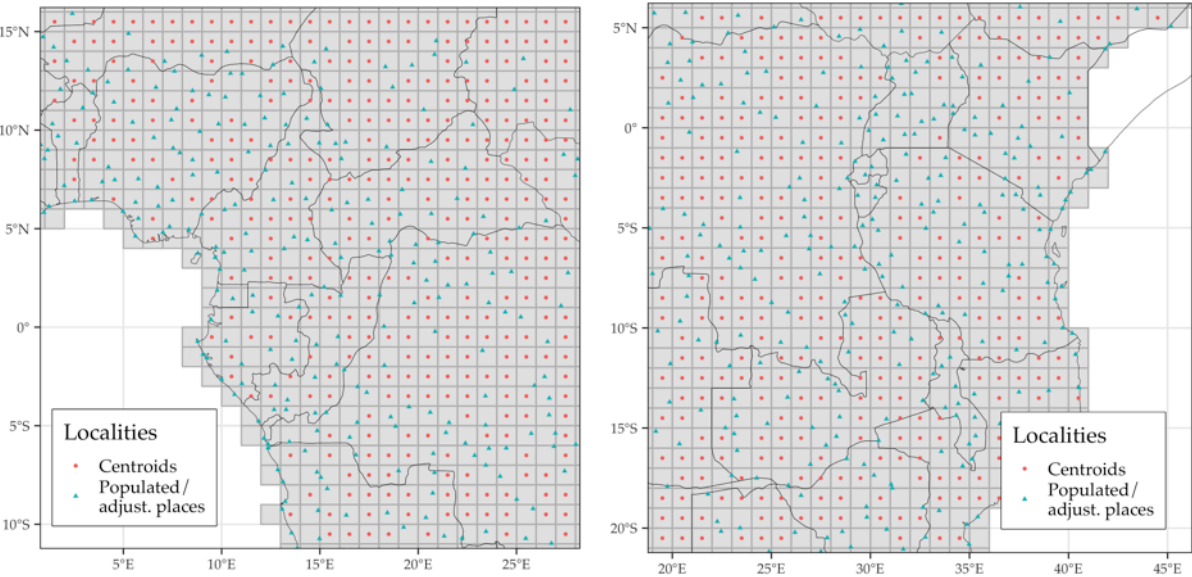 15°N
10°N
5°N
0°
5°S
10°S
5°E
10°E
15°E
20°E
25°E
Localities
Centroids
Populated/
adjust. places
5°N
0°
5°S
10°S
15°S
20°S
20°E
25°E
30°E
35°E
40°E
45°E
Localities
Centroids
Populated/
adjust. places